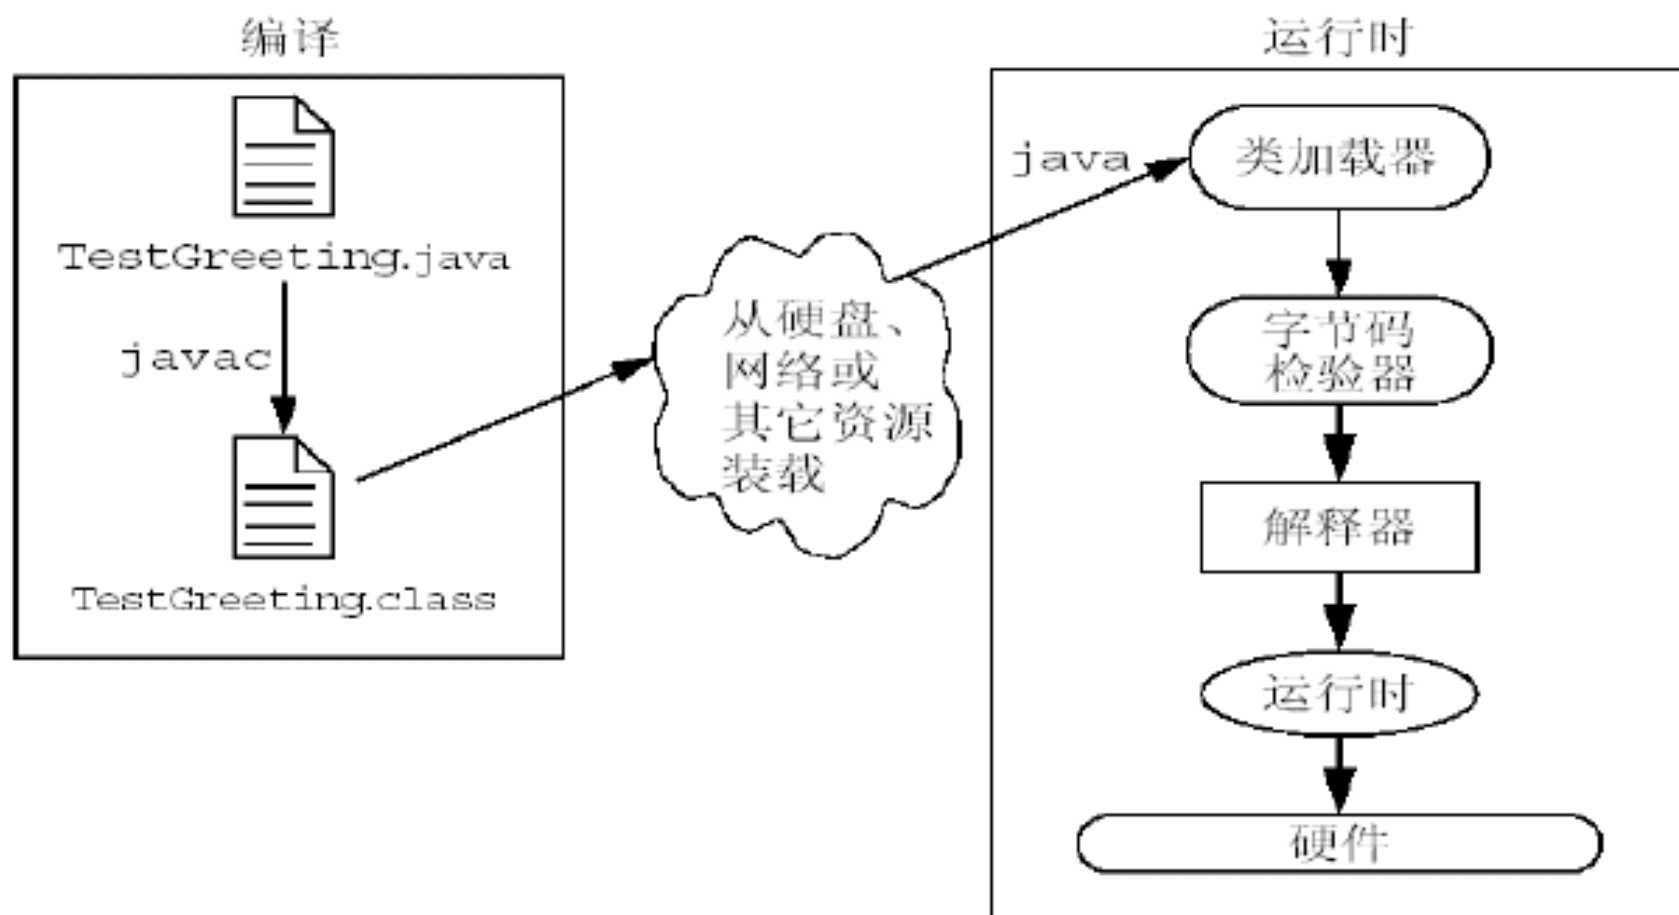 编译
TestGreeting.java
javac
TestGreeting.class
从硬盘、
网络或
其它资源
装载
运行时
java
类加载器
字节码
检验器
解释器
运行时
硬件